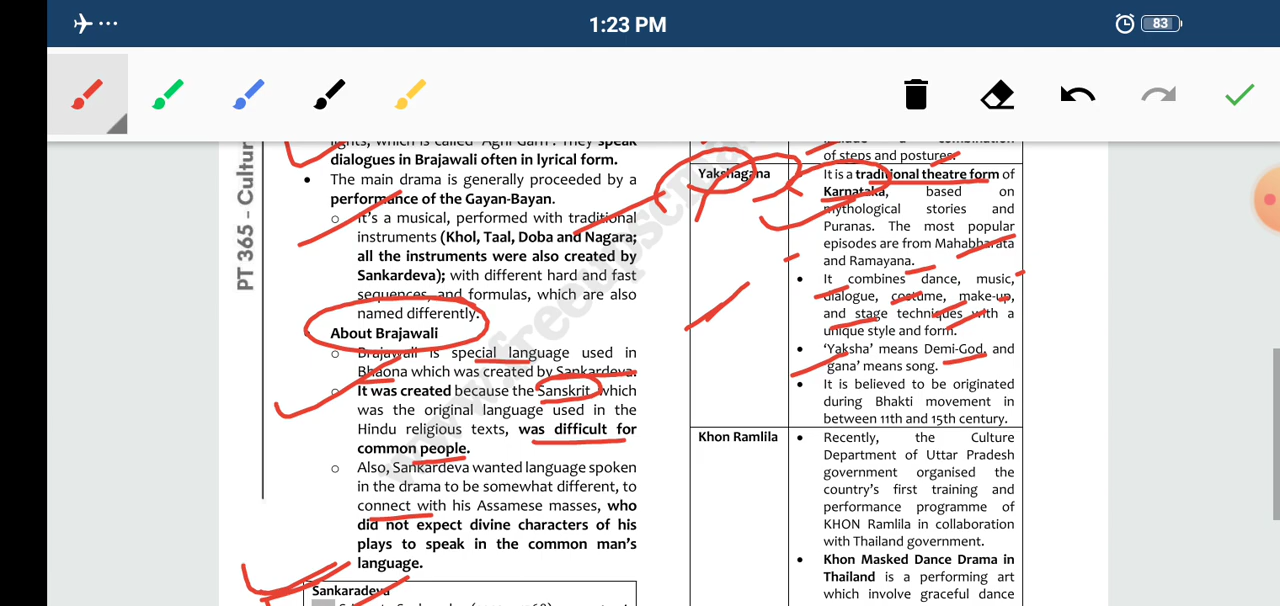 1:23 PM
83
PT 365 - Cultur
lights, which is called 'Agni Garh'. They speak
dialogues in Brajawali often in lyrical form.
• The main drama is generally proceeded by a
performance of the Gayan-Bayan.
o It's a musical, performed with traditional
instruments (Khol, Taal, Doba and Nagara;
all the instruments were also created by
Sankardeva); with different hard and fast
sequences, and formulas, which are also
named differently.
About Brajawali
o Brajawali is special language used in
Bhaona which was created by Sankardeva.
o It was created because the Sanskrit, which
was the original language used in the
Hindu religious texts, was difficult for
common people.
o Also, Sankardeva wanted language spoken
in the drama to be somewhat different, to
connect with his Assamese masses, who
did not expect divine characters of his
plays to speak in the common man's
language.
Sankaradeva
include a combination
of steps and postures.
Yakshagana
• It is a traditional theatre form of
Karnataka, based on
mythological stories and
Puranas. The most popular
episodes are from Mahabharata
and Ramayana.
• It combines dance, music,
dialogue, costume, make-up,
and stage techniques with a
unique style and form.
• 'Yaksha' means Demi-God, and
'gana' means song.
• It is believed to be originated
during Bhakti movement in
between 11th and 15th century.
Khon Ramlila
• Recently, the Culture
Department of Uttar Pradesh
government organised the
country's first training and
performance programme of
KHON Ramlila in collaboration
with Thailand government.
• Khon Masked Dance Drama in
Thailand is a performing art
which involve graceful dance